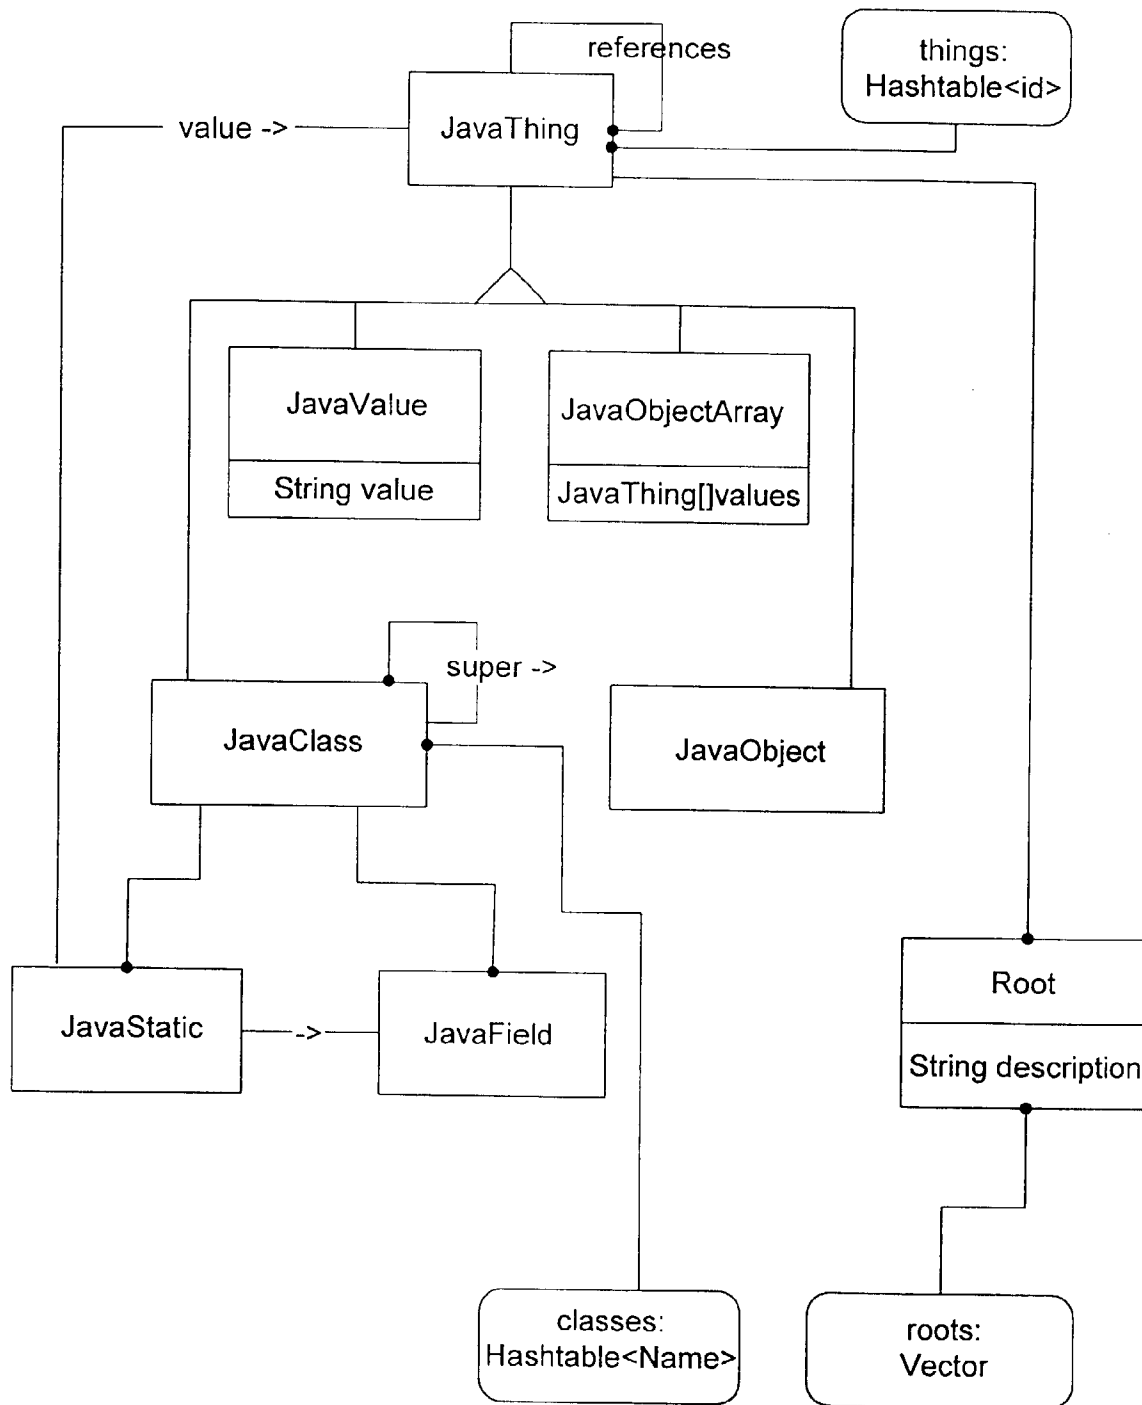 references
things:
Hashtable<id>
value ->
JavaThing
JavaValue
String value
JavaObjectArray
JavaThing[]values
super ->
JavaClass
JavaObject
JavaStatic
->
JavaField
Root
String description
classes:
Hashtable<Name>
roots:
Vector